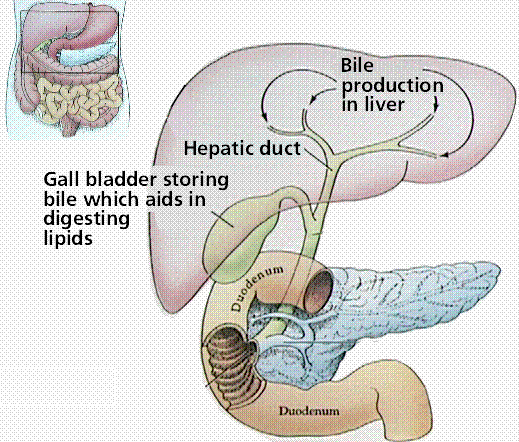 Bile
production
in liver
Hepatic duct
Gall bladder storing
bile which aids in
digesting
lipids
Duodenum
Duodenum